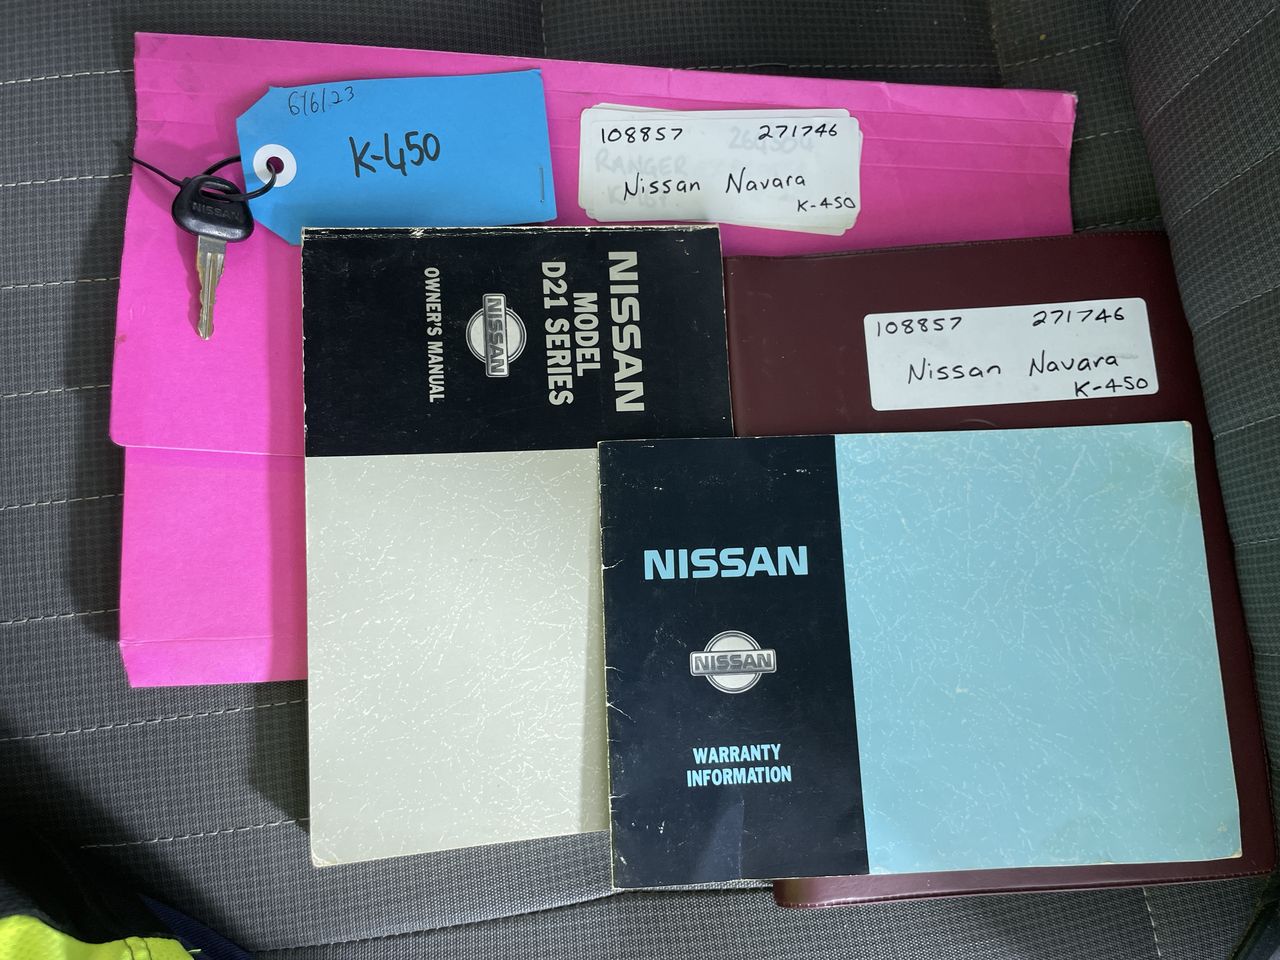 6/6/23
K-450
NISSAN
108857 271746
Nissan Navara
K-450
NISSAN
MODEL
D21 SERIES
NISSAN
OWNER'S MANUAL
108857 271746
Nissan Navara
K-450
NISSAN
NISSAN
WARRANTY
INFORMATION